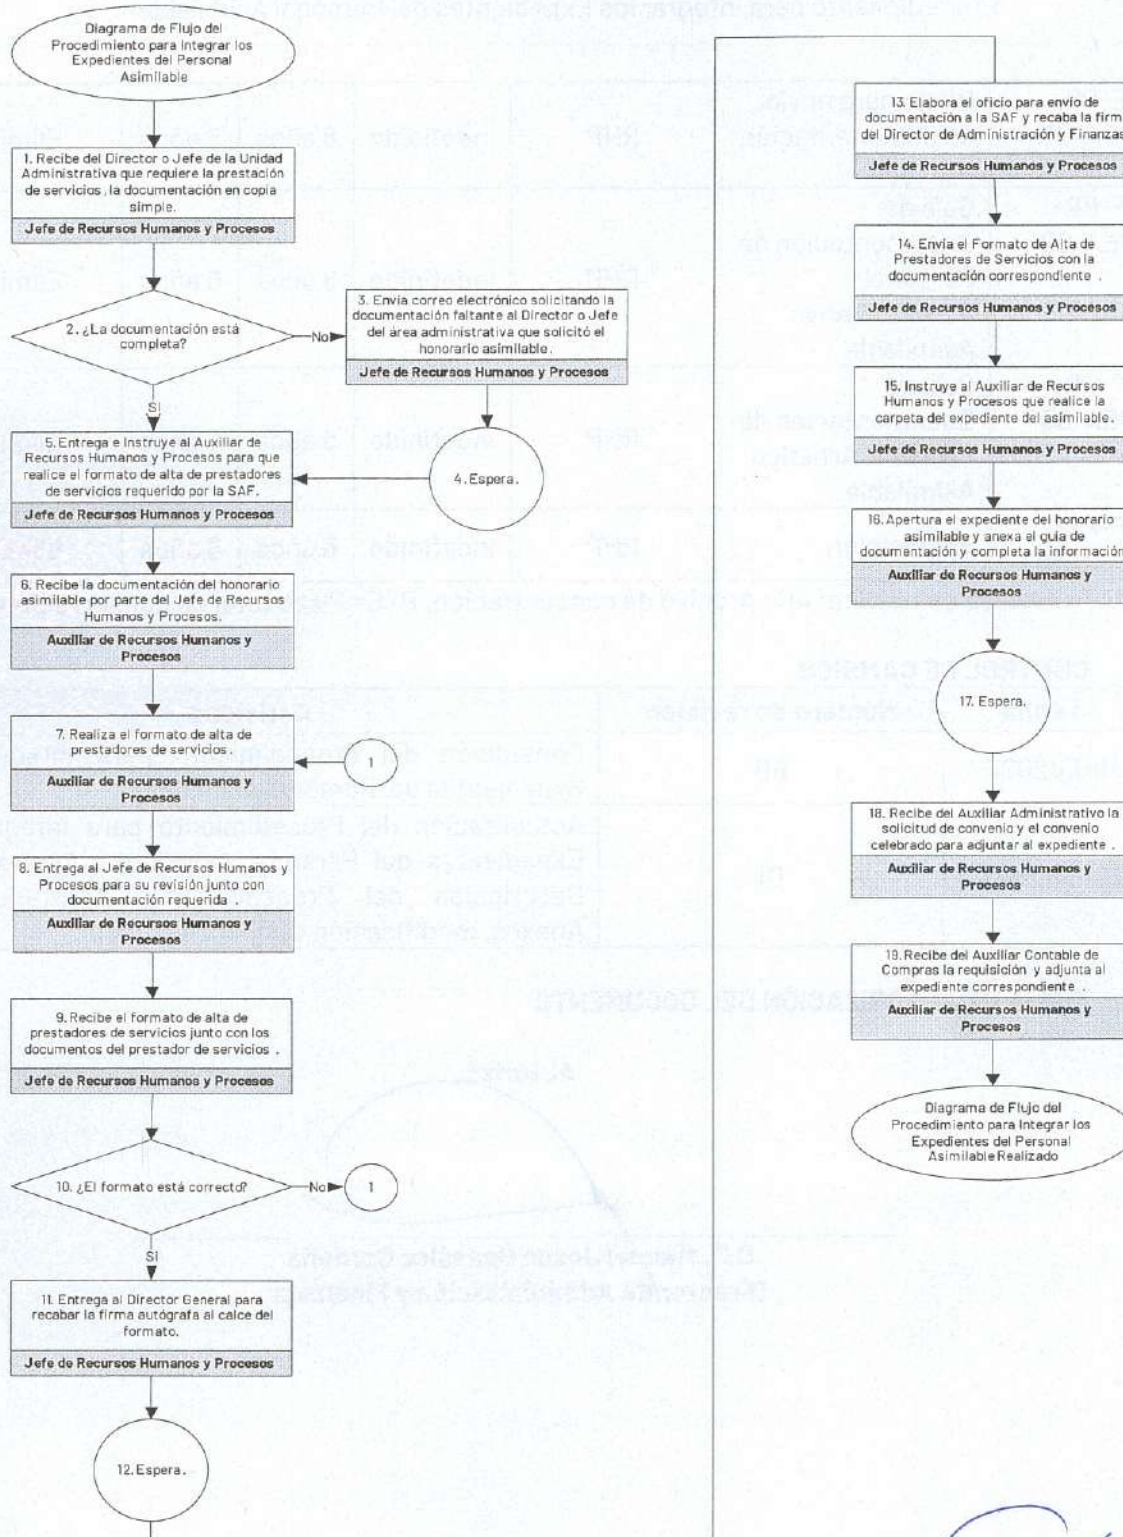 Diagrama de Flujo del
Procedimiento para Integrar los
Expedientes del Personal
Asimilable
1. Recibe del Director o Jefe de la Unidad
Administrativa que requiere la prestación
de servicios, la documentación en copia
simple.
Jefe de Recursos Humanos y Procesos
2. ¿La documentación está
completa?
No
3. Envía correo electrónico solicitando la
documentación faltante al Director o Jefe
del área administrativa que solicitó el
honorario asimilable.
Jefe de Recursos Humanos y Procesos
4. Espera.
SI
5. Entrega e Instruye al Auxiliar de
Recursos Humanos y Procesos para que
realice el formato de alta de prestadores
de servicios requerido por la SAF.
Jefe de Recursos Humanos y Procesos
6. Recibe la documentación del honorario
asimilable por parte del Jefe de Recursos
Humanos y Procesos.
Auxiliar de Recursos Humanos y
Procesos
7. Realiza el formato de alta de
prestadores de servicios.
Auxiliar de Recursos Humanos y
Procesos
1
8. Entrega al Jefe de Recursos Humanos y
Procesos para su revisión junto con
documentación requerida.
Auxiliar de Recursos Humanos y
Procesos
9. Recibe el formato de alta de
prestadores de servicios junto con los
documentos del prestador de servicios.
Jefe de Recursos Humanos y Procesos
10. ¿El formato está correcto?
No
1
SI
11. Entrega al Director General para
recabar la firma autógrafa al calce del
formato.
Jefe de Recursos Humanos y Procesos
12. Espera.
13. Elabora el oficio para envío de
documentación a la SAF y recaba la firm
del Director de Administración y Finanzas
Jefe de Recursos Humanos y Procesos
14. Envía el Formato de Alta de
Prestadores de Servicios con la
documentación correspondiente.
Jefe de Recursos Humanos y Procesos
15. Instruye al Auxiliar de Recursos
Humanos y Procesos que realice la
carpeta del expediente del asimilable.
Jefe de Recursos Humanos y Procesos
16. Apertura el expediente del honorario
asimilable y anexa el guía de
documentación y completa la información
Auxiliar de Recursos Humanos y
Procesos
17. Espera.
18. Recibe del Auxiliar Administrativo la
solicitud de convenio y el convenio
celebrado para adjuntar al expediente.
Auxiliar de Recursos Humanos y
Procesos
19. Recibe del Auxiliar Contable de
Compras la requisición y adjunta al
expediente correspondiente.
Auxiliar de Recursos Humanos y
Procesos
Diagrama de Flujo del
Procedimiento para Integrar los
Expedientes del Personal
Asimilable Realizado